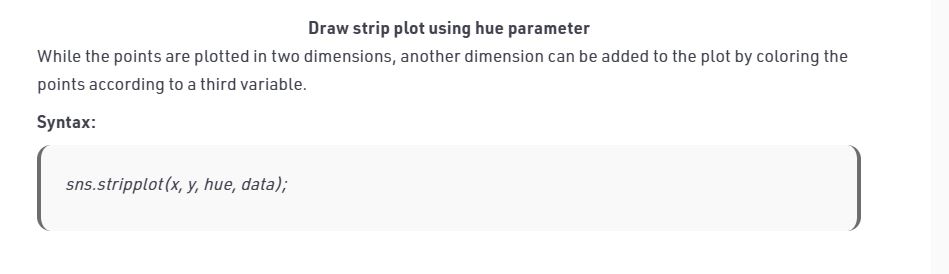 Draw strip plot using hue parameter
While the points are plotted in two dimensions, another dimension can be added to the plot by coloring the
points according to a third variable.
Syntax:
sns.stripplot(x, y, hue, data);